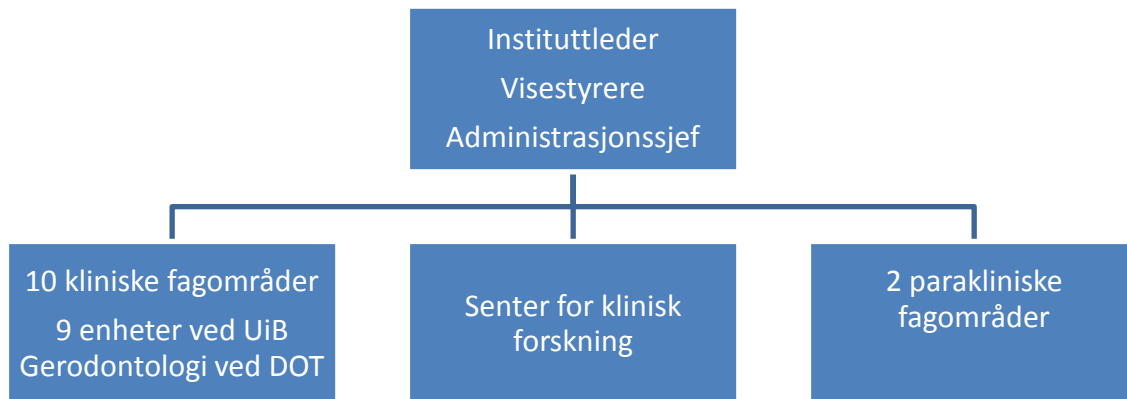 Instituttleder
Visestyrere
Administrasjonssjef
10 kliniske fagområder
9 enheter ved UiB
Gerodontologi ved DOT
Senter for klinisk
forskning
2 parakliniske
fagområder